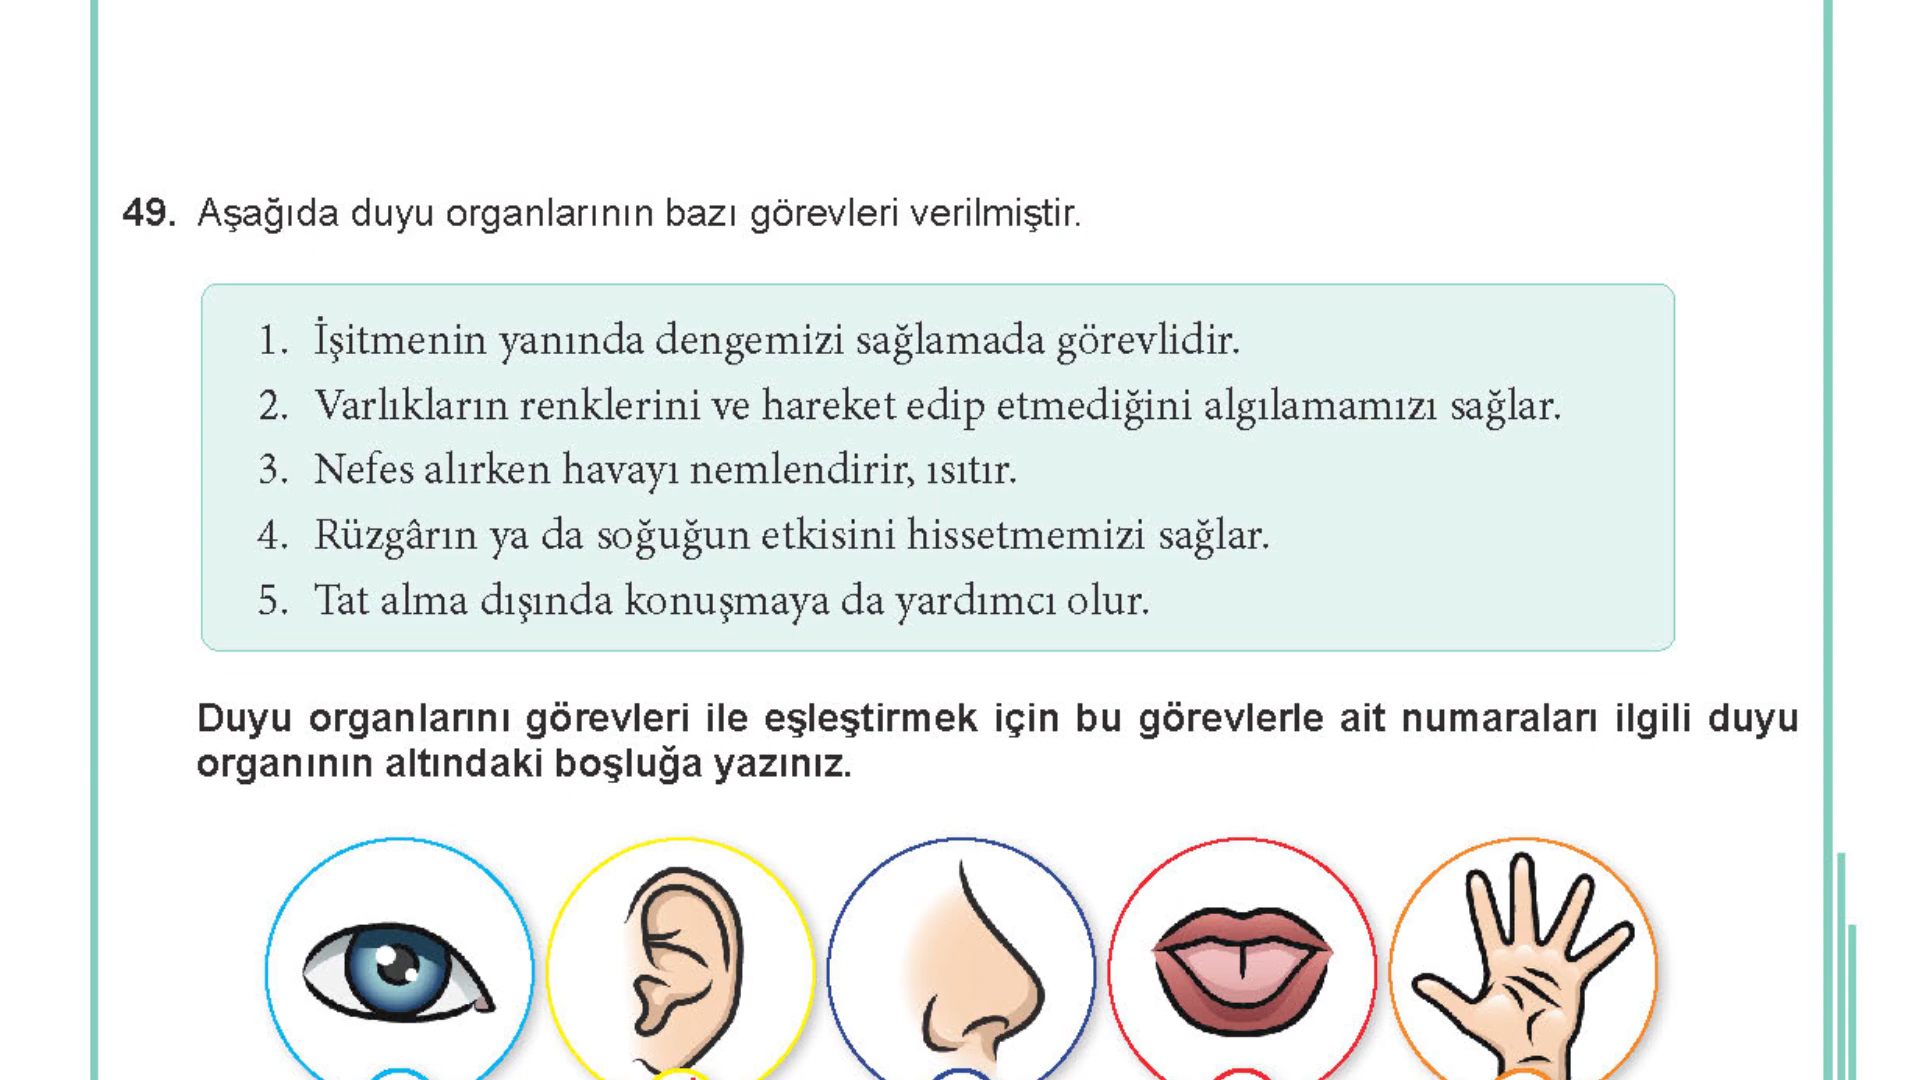 49. Aşağıda duyu organlarının bazı görevleri verilmiştir.
1. İşitmenin yanında dengemizi sağlamada görevlidir.
2. Varlıkların renklerini ve hareket edip etmediğini algılamamızı sağlar.
3. Nefes alırken havayı nemlendirir, ısıtır.
4. Rüzgârın ya da soğuğun etkisini hissetmemizi sağlar.
5. Tat alma dışında konuşmaya da yardımcı olur.
Duyu organlarını görevleri ile eşleştirmek için bu görevlerle ait numaraları ilgili duyu
organının altındaki boşluğa yazınız.